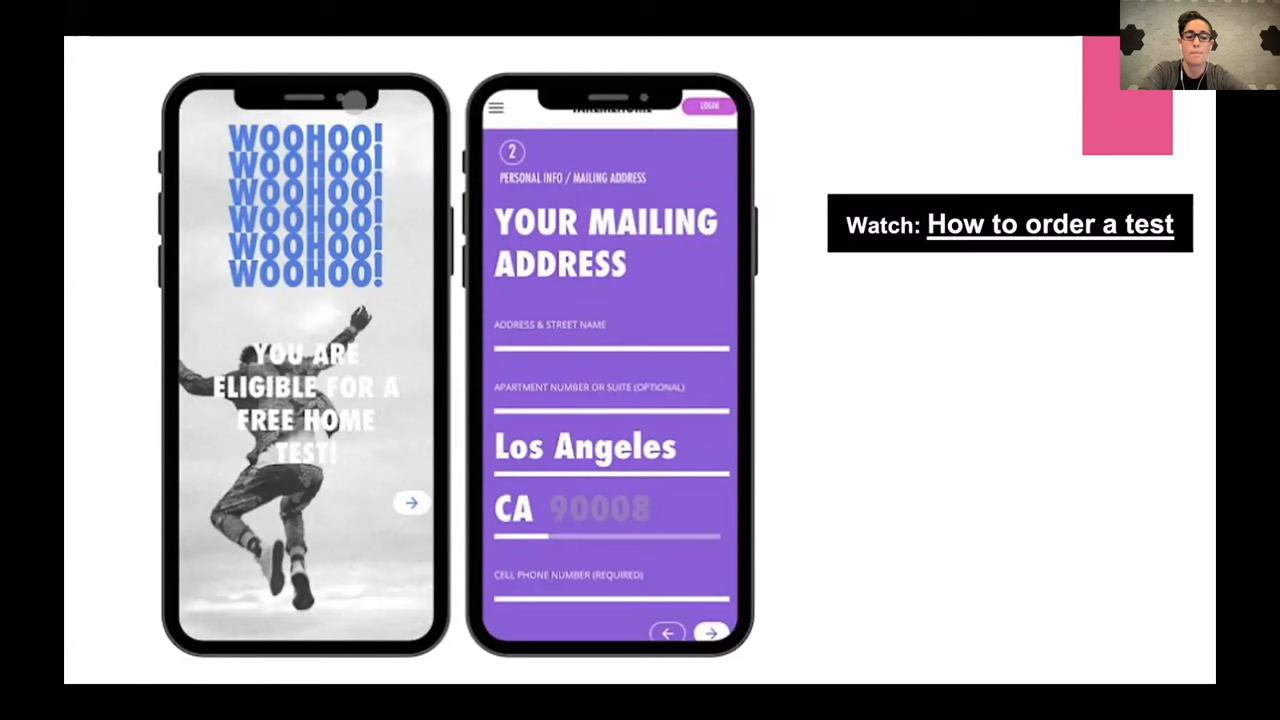 WOOHOO!
WOOHOO!
WOOHOO!
WOOHOO!
WOOHOO!
WOOHOO!
YOU ARE
ELIGIBLE FOR A
FREE HOME
TEST!
LOGIN
2
PERSONAL INFO / MAILING ADDRESS
YOUR MAILING
ADDRESS
ADDRESS & STREET NAME
APARTMENT NUMBER OR SUITE (OPTIONAL)
Los Angeles
CA 90008
CELL PHONE NUMBER (REQUIRED)
Watch: How to order a test